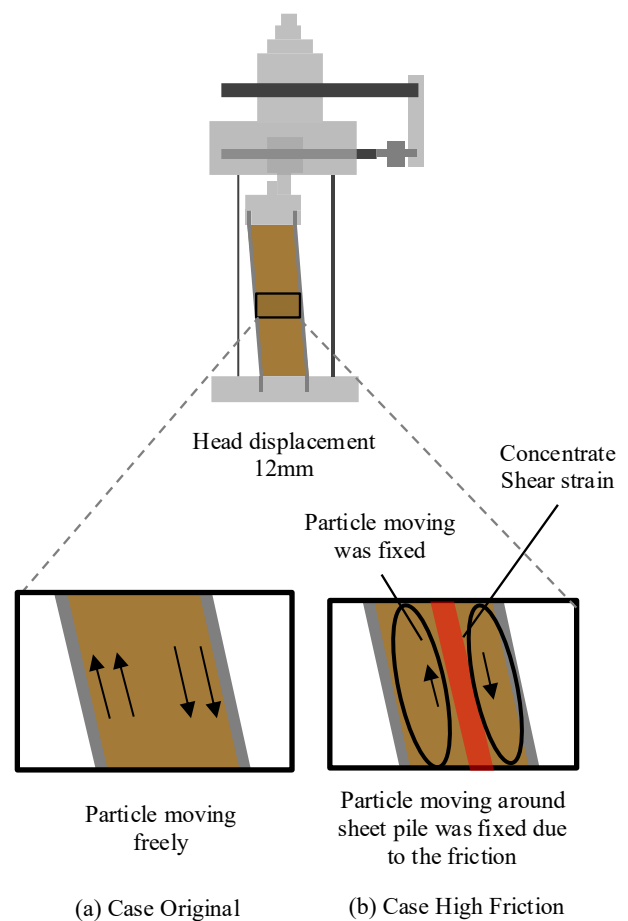 Head displacement
12mm
Concentrate
Shear strain
Particle moving
was fixed
Particle moving
freely
Particle moving around
sheet pile was fixed due
to the friction
(a) Case Original
(b) Case High Friction